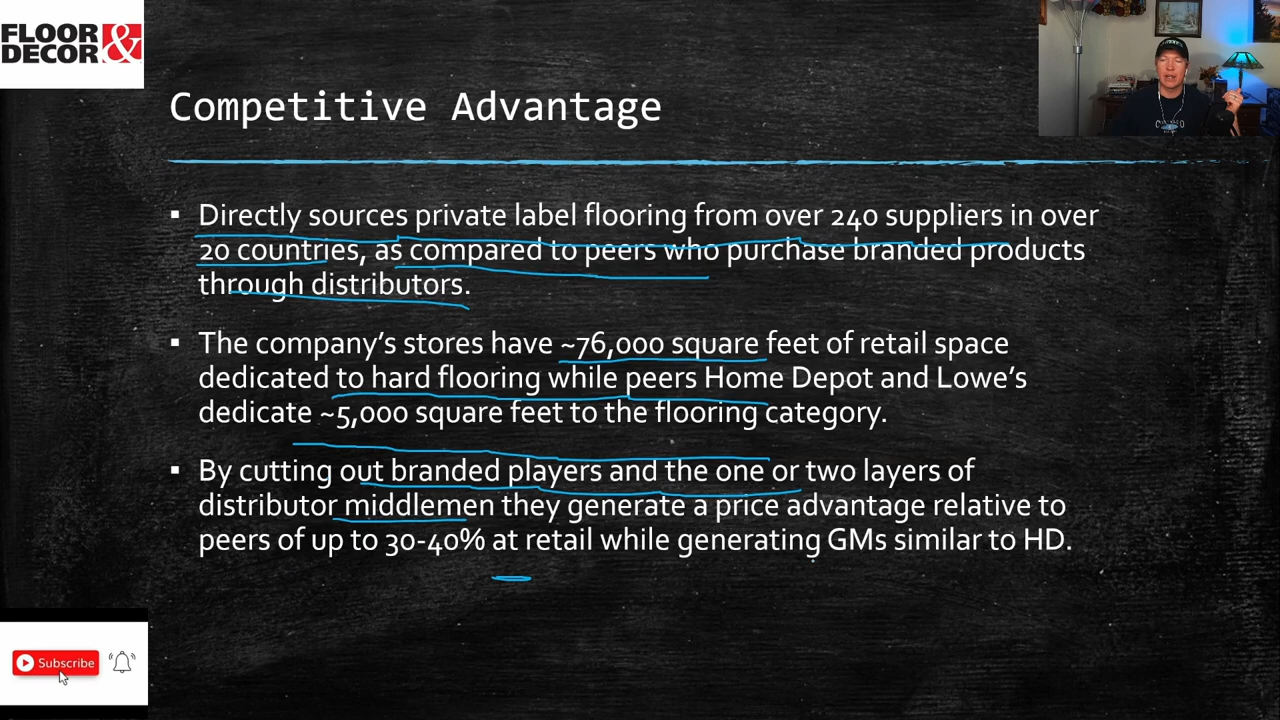 FLOOR &
DECOR
Competitive Advantage
▪ Directly sources private label flooring from over 240 suppliers in over
20 countries, as compared to peers who purchase branded products
through distributors.
▪ The company’s stores have ~76,000 square feet of retail space
dedicated to hard flooring while peers Home Depot and Lowe’s
dedicate ~5,000 square feet to the flooring category.
▪ By cutting out branded players and the one or two layers of
distributor middlemen they generate a price advantage relative to
peers of up to 30-40% at retail while generating GMs similar to HD.
Subscribe